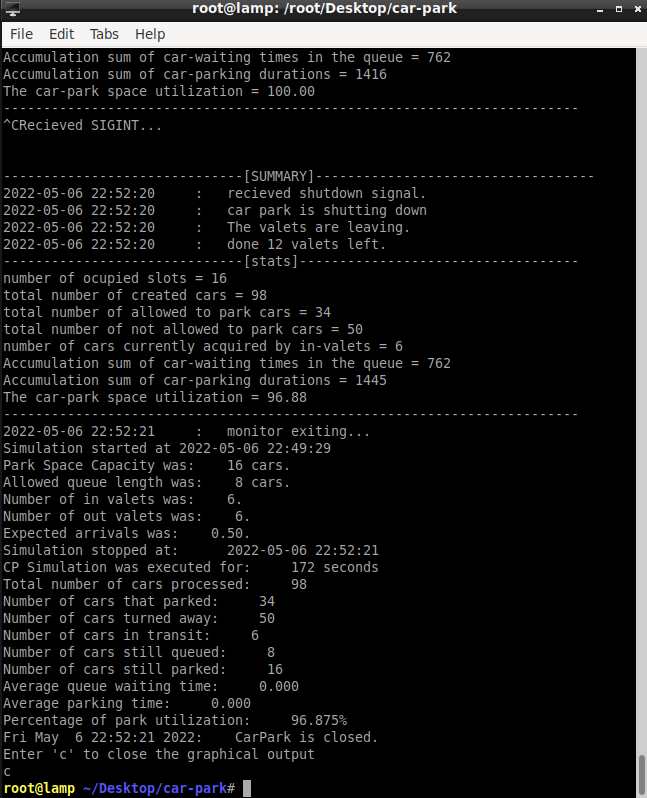 root@lamp: /root/Desktop/car-park
File Edit Tabs Help
Accumulation sum of car-waiting times in the queue = 762
Accumulation sum of car-parking durations = 1416
The car-park space utilization = 100.00
------------------------------------------------------------------------
^CRecieved SIGINT...
------------------------------[SUMMARY]-----------------------------------
2022-05-06 22:52:20     :   recieved shutdown signal.
2022-05-06 22:52:20     :   car park is shutting down
2022-05-06 22:52:20     :   The valets are leaving.
2022-05-06 22:52:20     :   done 12 valets left.
------------------------------[stats]-----------------------------------
number of ocupied slots = 16
total number of created cars = 98
total number of allowed to park cars = 34
total number of not allowed to park cars = 50
number of cars currently acquired by in-valets = 6
Accumulation sum of car-waiting times in the queue = 762
Accumulation sum of car-parking durations = 1445
The car-park space utilization = 96.88
------------------------------------------------------------------------
2022-05-06 22:52:21     :   monitor exiting...
Simulation started at 2022-05-06 22:49:29
Park Space Capacity was:    16 cars.
Allowed queue length was:    8 cars.
Number of in valets was:    6.
Number of out valets was:    6.
Expected arrivals was:    0.50.
Simulation stopped at:      2022-05-06 22:52:21
CP Simulation was executed for:     172 seconds
Total number of cars processed:     98
Number of cars that parked:     34
Number of cars turned away:     50
Number of cars in transit:     6
Number of cars still queued:     8
Number of cars still parked:     16
Average queue waiting time:     0.000
Average parking time:     0.000
Percentage of park utilization:     96.875%
Fri May  6 22:52:21 2022:    CarPark is closed.
Enter 'c' to close the graphical output
c
root@lamp ~/Desktop/car-park#